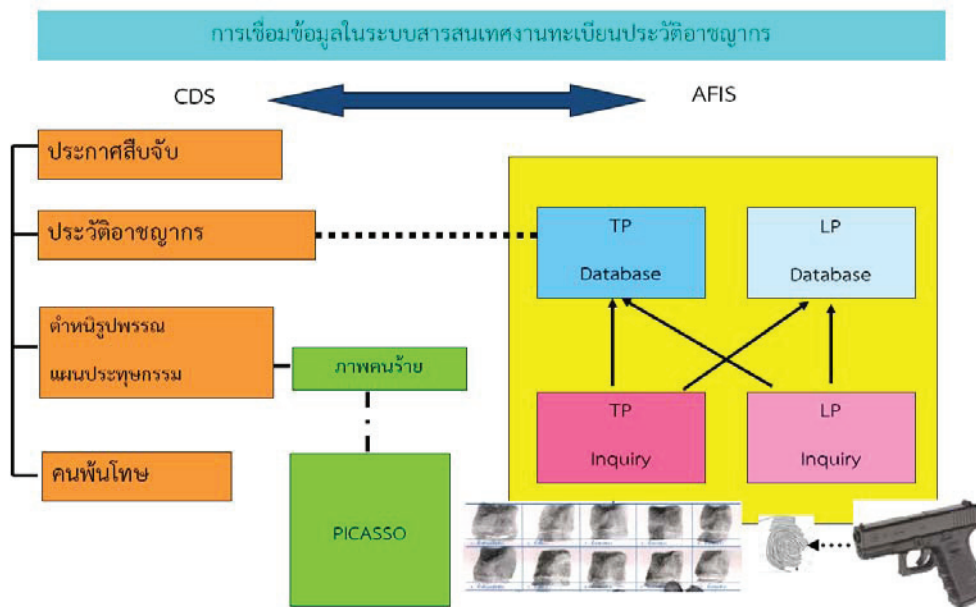 การเชื่อมข้อมูลในระบบสารสนเทศงานทะเบียนประวัติอาชญากร
CDS
AFIS
ประกาศสืบจับ
ประวัติอาชญากร
ตำหนิรูปพรรณ
แผนประทุษกรรม
ภาพคนร้าย
คนพ้นโทษ
PICASSO
TP
Database
LP
Database
TP
Inquiry
LP
Inquiry